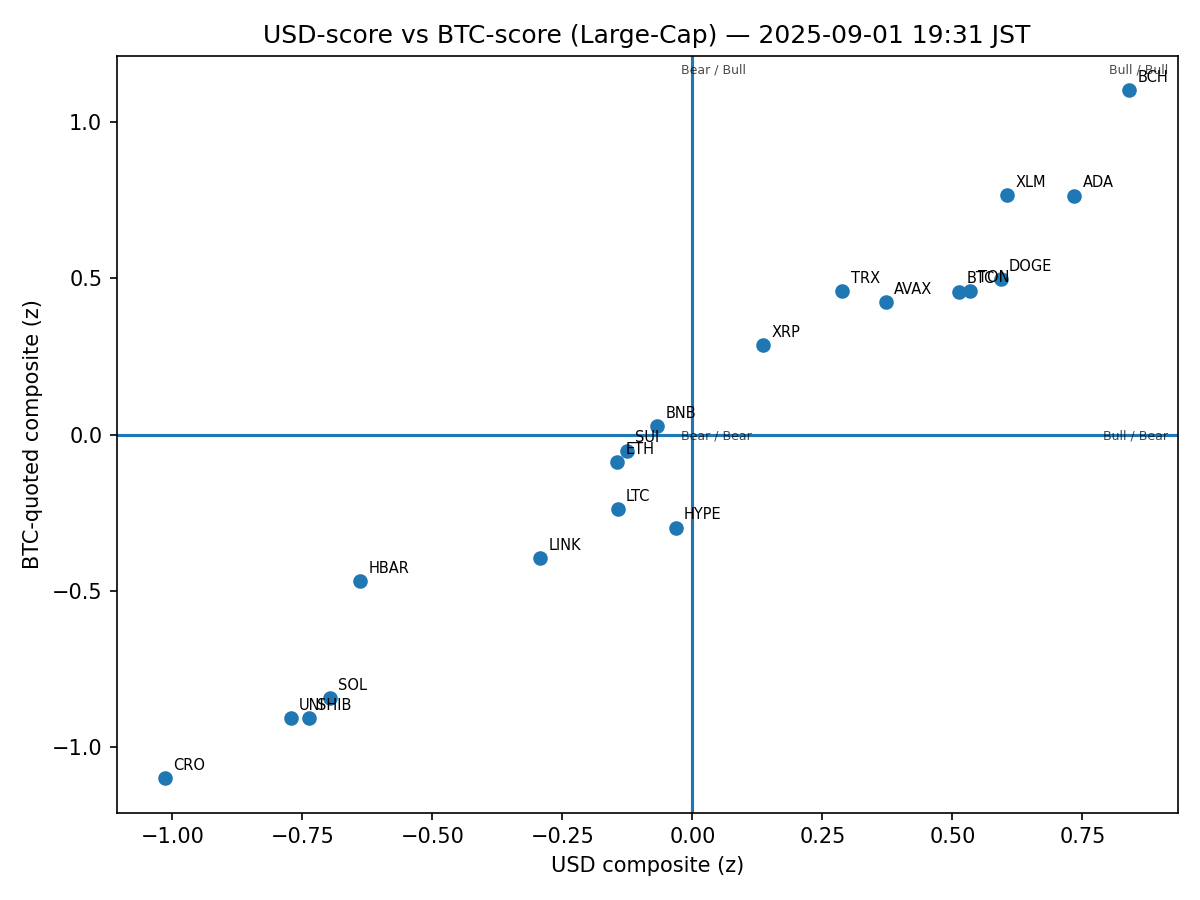 USD-score vs BTC-score (Large-Cap) — 2025-09-01 19:31 JST
Bear / Bull
Bull / Bull
BCH
1.0
XLM
ADA
DOGE
0.5
TRX
BTC
TON
AVAX
XRP
BNB
0.0
SUI
Bear / Bear
Bull / Bear
ETH
LTC
HYPE
LINK
HBAR
−0.5
SOL
UNI
SHIB
−1.0
CRO
−1.00
−0.75
−0.50
−0.25
0.00
0.25
0.50
0.75
USD composite (z)
BTC-quoted composite (z)